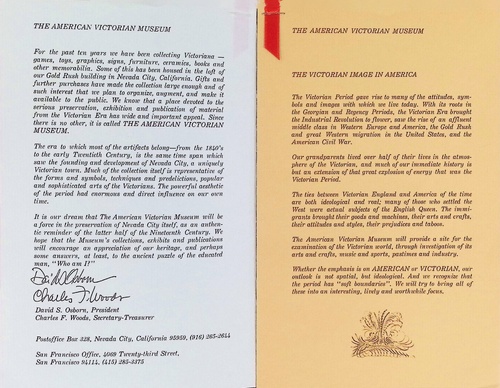 THE AMERICAN VICTORIAN MUSEUM
For the past ten years we have been collecting Victoriana —
games, toys, graphics, signs, furniture, ceramics, books and
other memorabilia. Some of this has been housed in the loft of
our Gold Rush building in Nevada City, California. Gifts and
further purchases have made the collection large enough and of
such interest that we plan to organize, augment, and make it
available to the public. We know that a place devoted to the
serious preservation, exhibition and publication of material
from the Victorian Era has wide and important appeal. Since
there is no other, it is called THE AMERICAN VICTORIAN
MUSEUM.
The era to which most of the artifacts belong—from the 1840's
to the early Twentieth Century, is the same time span which
saw the founding and development of Nevada City, a uniquely
Victorian town. Much of the collection itself is representative of
the forms and symbols, techniques and predilections, popular
and sophisticated arts of the Victorians. The powerful aesthetic
of the period had enormous and direct influence on our own
time.
It is our dream that The American Victorian Museum will be
a force in the preservation of Nevada City itself, as an anthe-
ic reminder of the latter half of the Nineteenth Century. We
hope that the Museum's collections, exhibits and publications
will encourage an appreciation of our heritage, and perhaps
some answers, at least, to the ancient puzzle of the educated
man, "Who am I?"
David S. Osborn
Charles F. Woods
David S. Osborn, President
Charles F. Woods, Secretary-Treasurer
Postoffice Box 328, Nevada City, California 95959, (916) 265-2644
San Francisco Office, 4069 Twenty-third Street,
San Francisco 94114, (415) 285-3375
THE AMERICAN VICTORIAN MUSEUM
THE VICTORIAN IMAGE IN AMERICA
The Victorian Period gave rise to many of the attitudes, sym-
bols and images with which we live today. With its roots in
the Georgian and Regency Periods, the Victorian Era brought
the Industrial Revolution to flower, saw the rise of an affluent
middle class in Western Europe and America, the Gold Rush
and great Western migration in the United States, and the
American Civil War.
Our grandparents lived over half of their lives in the atmos-
phere of the Victorian, and much of our immediate history is
but an extension of that great explosion of energy that was the
Victorian Period.
The ties between Victorian England and America of the time
are both ideological and real; many of those who settled the
West were actual subjects of the English Queen. The immi-
grants brought their goods and machines, their arts and crafts,
their attitudes and styles, their prejudices and taboos.
The American Victorian Museum will provide a site for the
examination of the Victorian world, through investigation of its
arts and crafts, music and sports, pastimes and industry.
Whether the emphasis is on AMERICAN or VICTORIAN, our
outlook is not spatial, but ideological. And we recognize that
the period has "soft boundaries". We will try to bring all of
these into an interesting, lively and worthwhile focus.